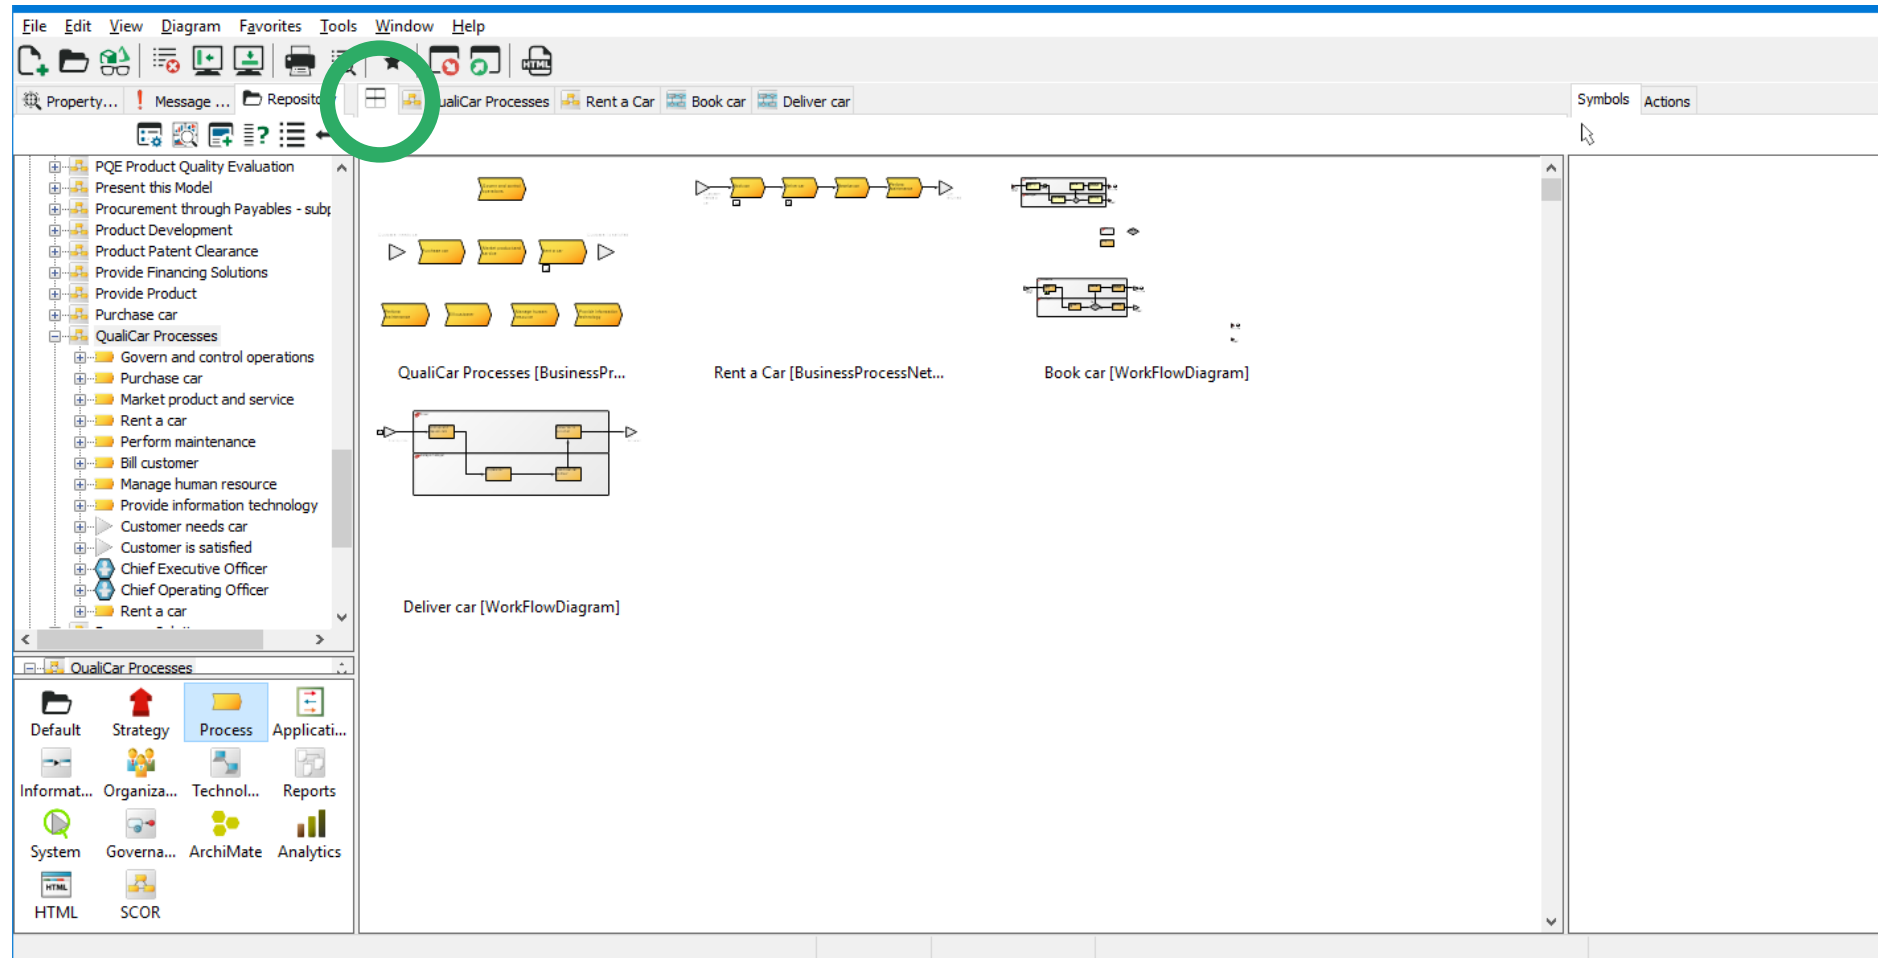 File Edit View Diagram Favorites Tools Window Help
HTML
Property... Message ... Repository QualiCar Processes Rent a Car Book car Deliver car Symbols Actions
PQE Product Quality Evaluation
Present this Model
Procurement through Payables - subp
Product Development
Product Patent Clearance
Provide Financing Solutions
Provide Product
Purchase car
QualiCar Processes
Govern and control operations
Purchase car
Market product and service
Rent a car
Perform maintenance
Bill customer
Manage human resource
Provide information technology
Customer needs car
Customer is satisfied
Chief Executive Officer
Chief Operating Officer
Rent a car
QualiCar Processes
Default Strategy Process Applicati...
Informat... Organiza... Technol... Reports
System Governa... ArchiMate Analytics
HTML
HTML SCOR
QualiCar Processes [BusinessPr... Rent a Car [BusinessProcessNet... Book car [WorkFlowDiagram]
Deliver car [WorkFlowDiagram]